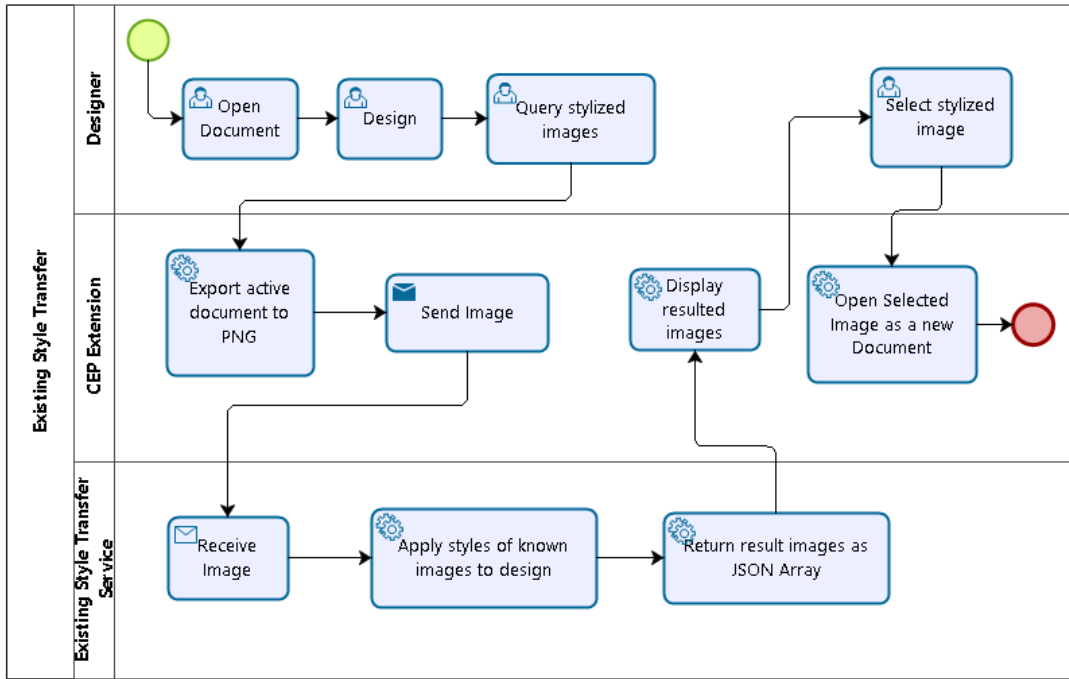 Existing Style Transfer
Designer
Open
Document
Design
Query stylized
images
Select stylized
image
CEP Extension
Export active
document to
PNG
Send Image
Display
resulted
images
Open Selected
Image as a new
Document
Existing Style Transfer
Service
Receive
Image
Apply styles of known
images to design
Return result images as
JSON Array